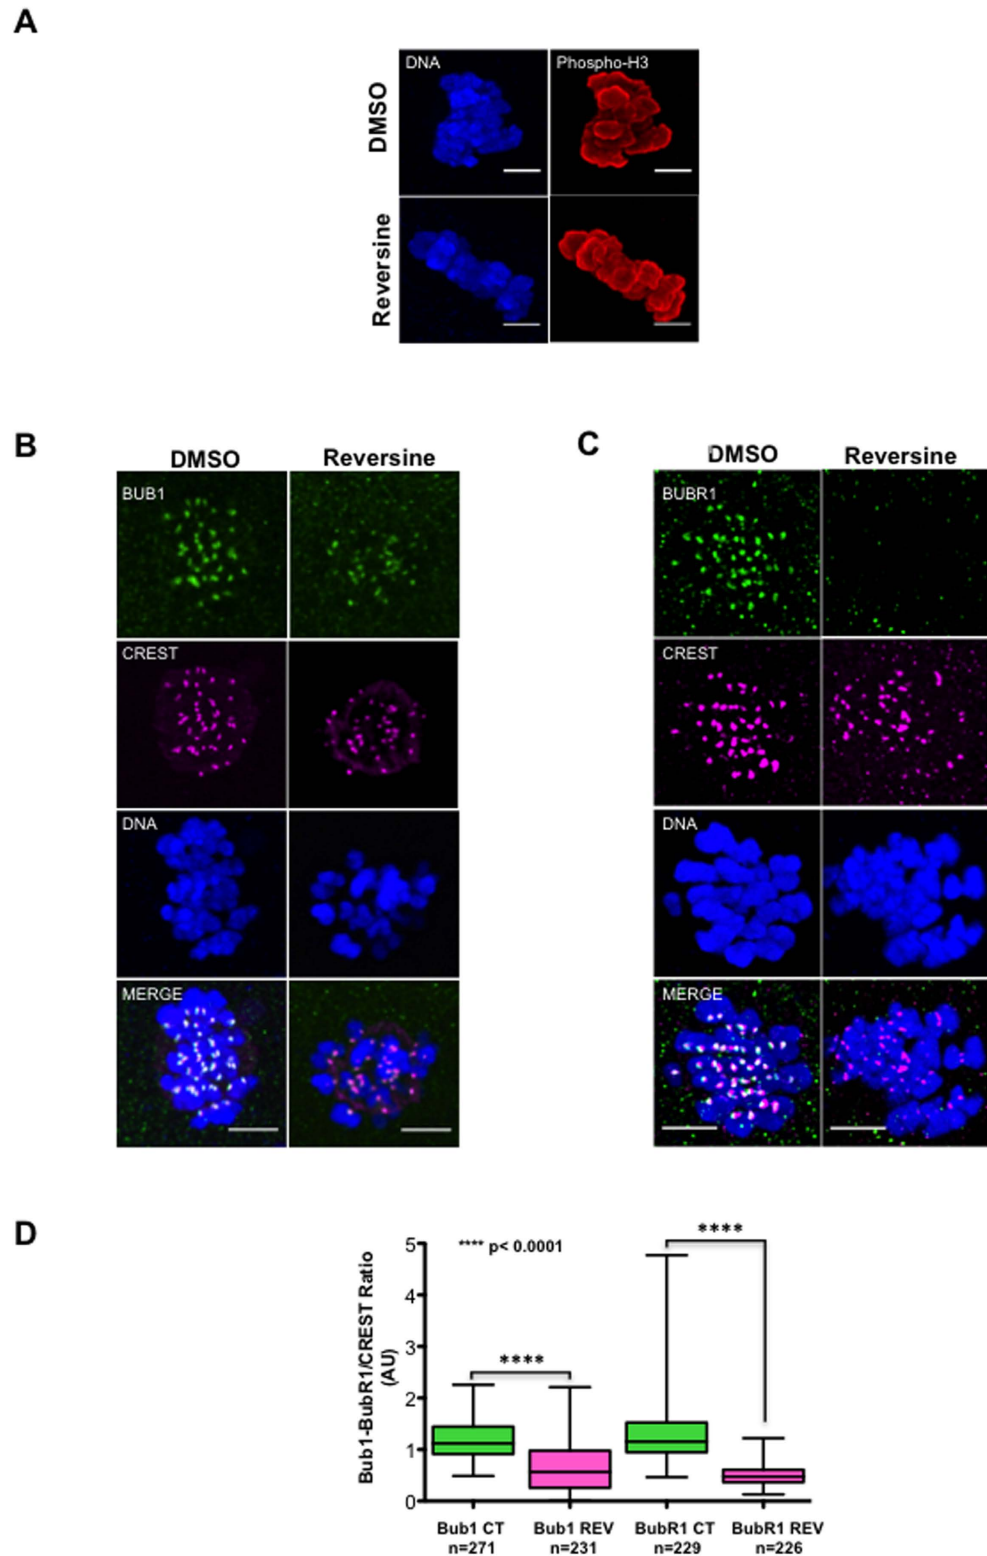 A
DNA
Phospho-H3
DMSO
Reversine
B
DMSO
Reversine
BUB1
CREST
DNA
MERGE
C
DMSO
Reversine
BUBR1
CREST
DNA
MERGE
D
Bub1-BubR1/CREST Ratio
(AU)
5
4
3
2
1
0
**** p< 0.0001
****
****
Bub1 CT
n=271
Bub1 REV
n=231
BubR1 CT
n=229
BubR1 REV
n=226